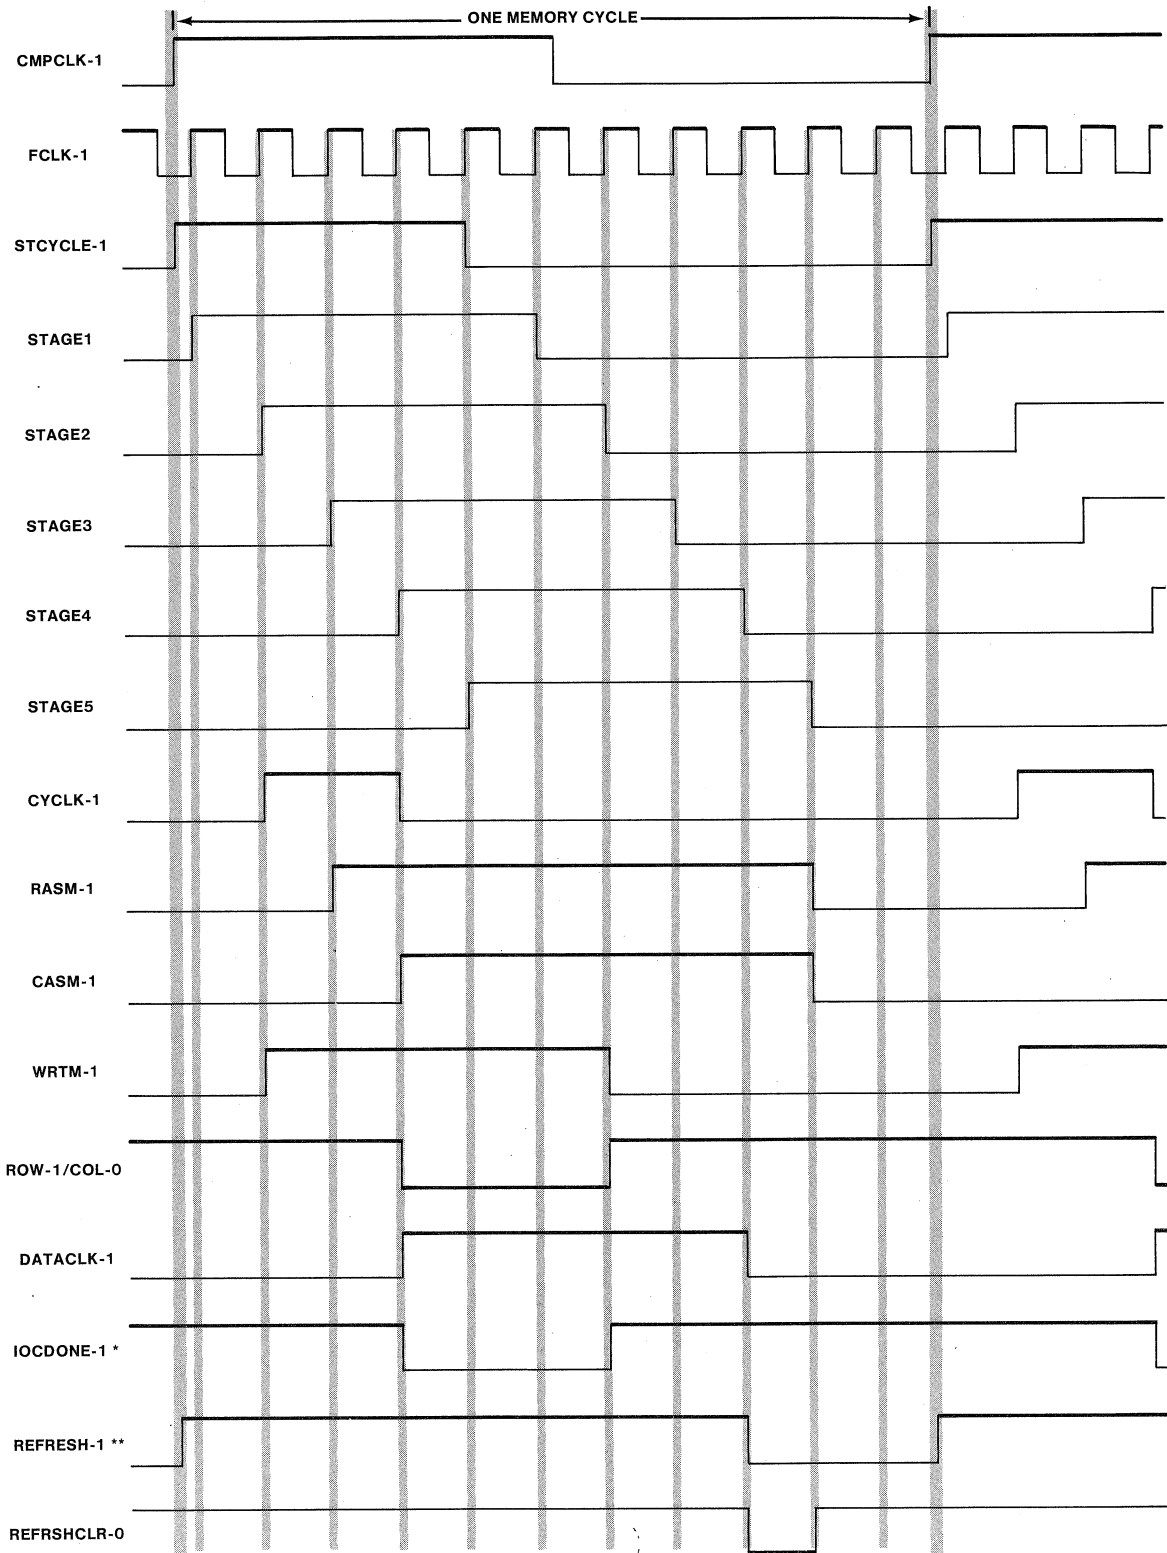 ONE MEMORY CYCLE
CMPCLK-1
FCLK-1
STCYCLE-1
STAGE1
STAGE2
STAGE3
STAGE4
STAGE5
CYCLK-1
RASM-1
CASM-1
WRTM-1
ROW-1/COL-0
DATACLK-1
IOCDONE-1 *
REFRESH-1 **
REFRSHCLR-0